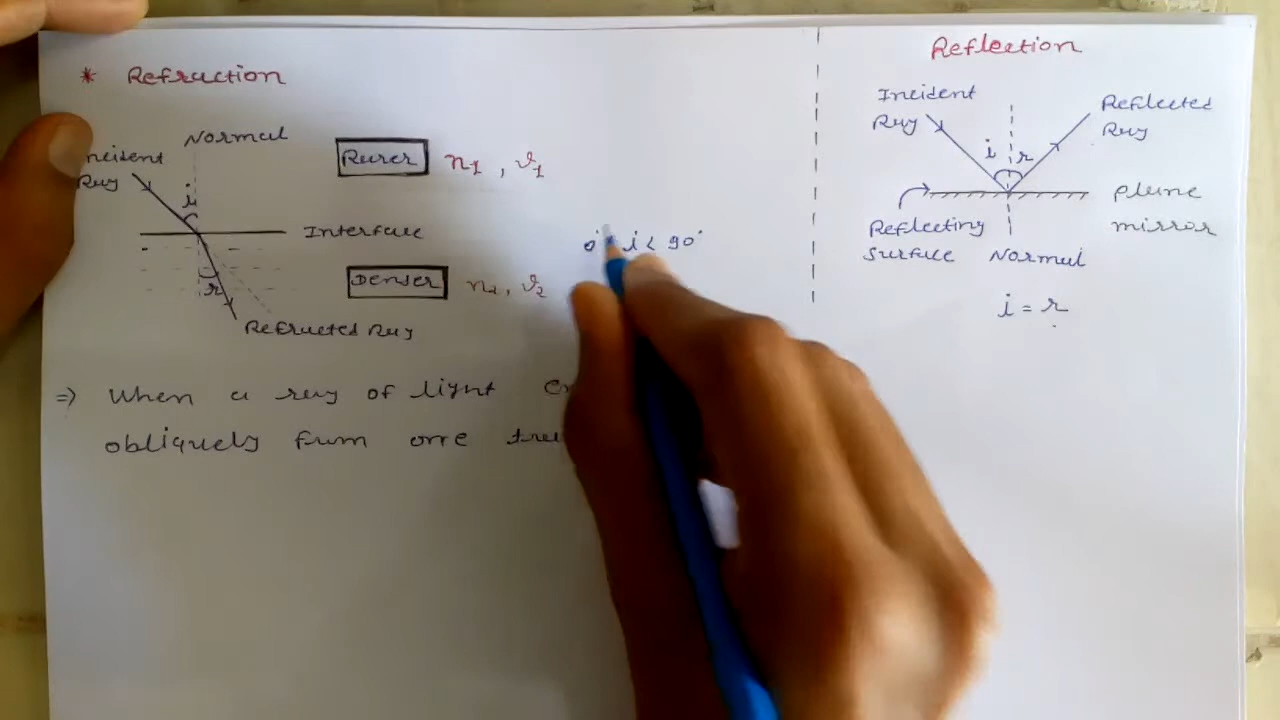 * Refraction
Normal
Incident
Ray
i
Rarer
n1 , v1
Interface
Denser
n2 , v2
r
Refracted Ray
0° i < 90°
⇒ When a ray of light
obliquely from one
Reflection
Incident
Ray
Reflected
Ray
i r
Reflecting
Surface
plane
mirror
Normal
i = r